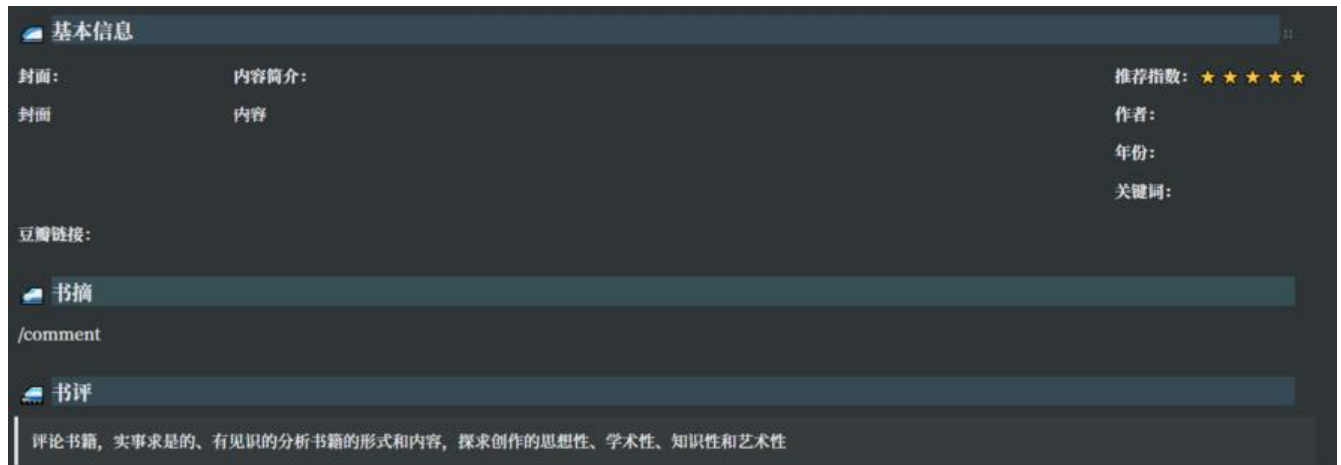 基本信息
封面： 内容简介： 推荐指数：
封面 内容 作者：
年份：
关键词：
豆瓣链接：
书摘
/comment
书评
评论书籍，实事求是的、有见识的分析书籍的形式和内容，探求创作的思想性、学术性、知识性和艺术性